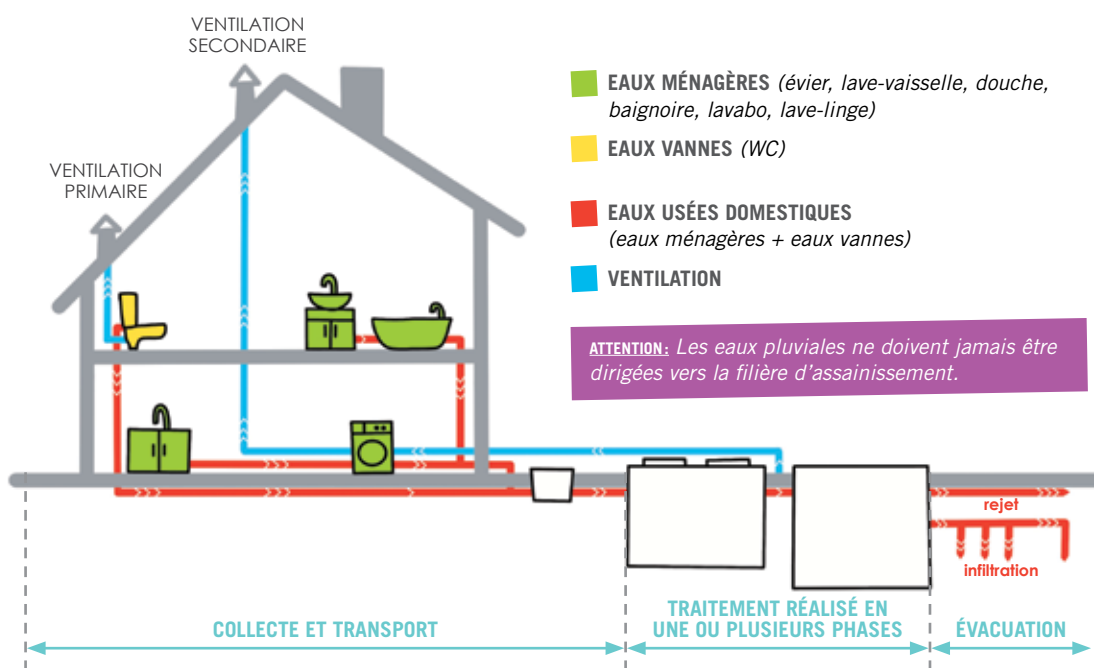 VENTILATION
SECONDAIRE
VENTILATION
PRIMAIRE
EAUX MÉNAGÈRES (évier, lave-vaisselle, douche,
baignoire, lavabo, lave-linge)
EAUX VANNES (WC)
EAUX USÉES DOMESTIQUES
(eaux ménagères + eaux vannes)
VENTILATION
ATTENTION: Les eaux pluviales ne doivent jamais être
dirigées vers la filière d’assainissement.
rejet
infiltration
COLLECTE ET TRANSPORT
TRAITEMENT RÉALISÉ EN
UNE OU PLUSIEURS PHASES
ÉVACUATION